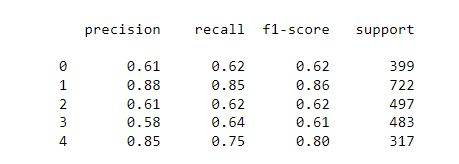 precision recall f1-score support
0 0.61 0.62 0.62 399
1 0.88 0.85 0.86 722
2 0.61 0.62 0.62 497
3 0.58 0.64 0.61 483
4 0.85 0.75 0.80 317